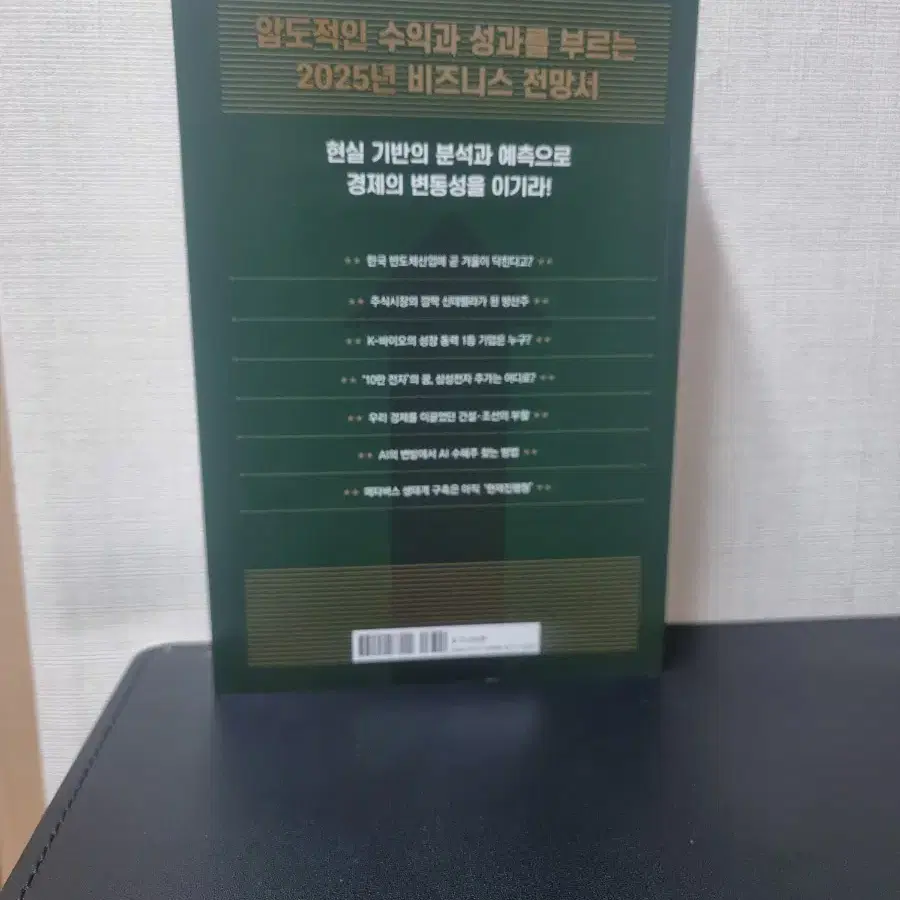 압도적인 수익과 성과를 부르는
2025년 비즈니스 전망서
현실 기반의 분석과 예측으로
경제의 변동성을 이기라!
한국 반도체산업에 곧 겨울이 닥친다고?
주식시장의 깜짝 신데렐라가 된 방산주
K-바이오의 성장 동력 1등 기업은 누구?
'10만 전자'의 꿈, 삼성전자 주가는 어디로?
우리 경제를 이끌었던 건설·조선의 부활
AI의 변방에서 AI 수혜주 찾는 방법
메타버스 생태계 구축은 아직 '현재진행형'